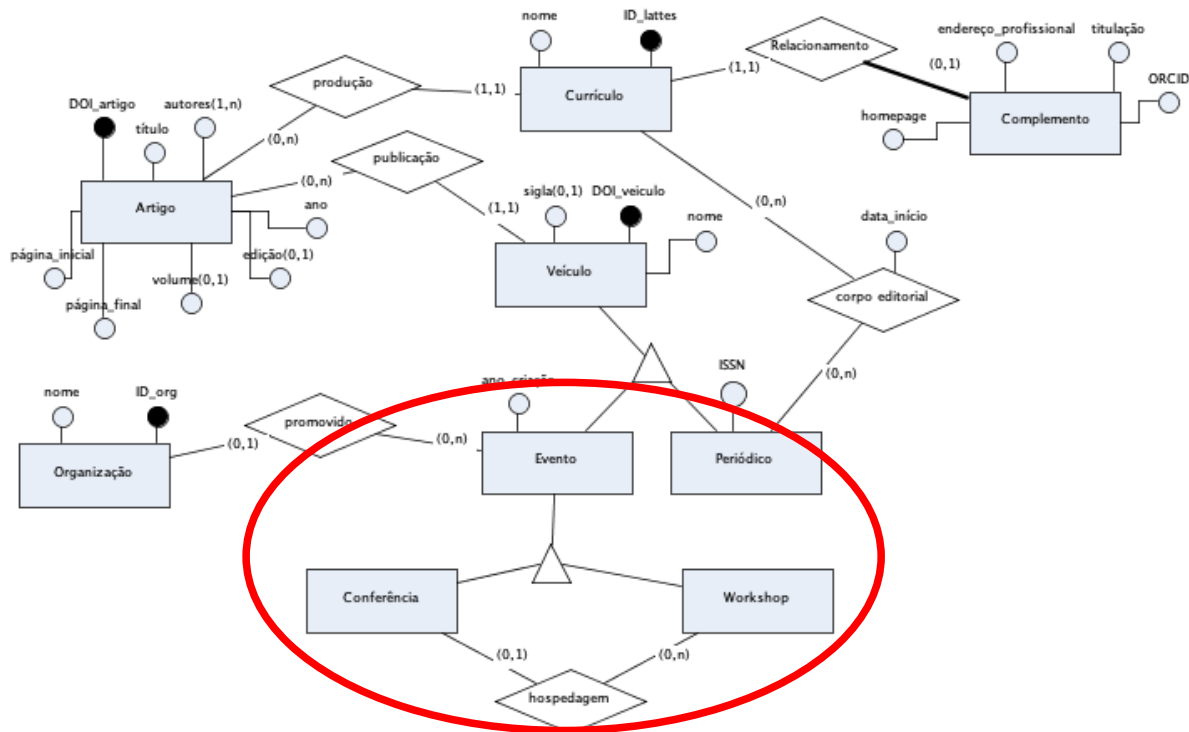 nome
ID_lattes
Relacionamento
endereço_profissional
titulação
(0,1)
ORCID
produção
(1,1)
Currículo
(1,1)
homepage
Complemento
DOI_artigo
autores(1,n)
título
(0,n)
publicação
(0,n)
Artigo
ano
(1,1)
sigla(0,1)
DOI_veiculo
nome
(0,n)
data_início
página_inicial
volume(0,1)
edição(0,1)
página_final
Veículo
corpo editorial
nome
ID_org
ano_criação
ISSN
(0,n)
promovido
(0,1)
(0,n)
Organização
Evento
Periódico
Conferência
Workshop
(0,1)
(0,n)
hospedagem